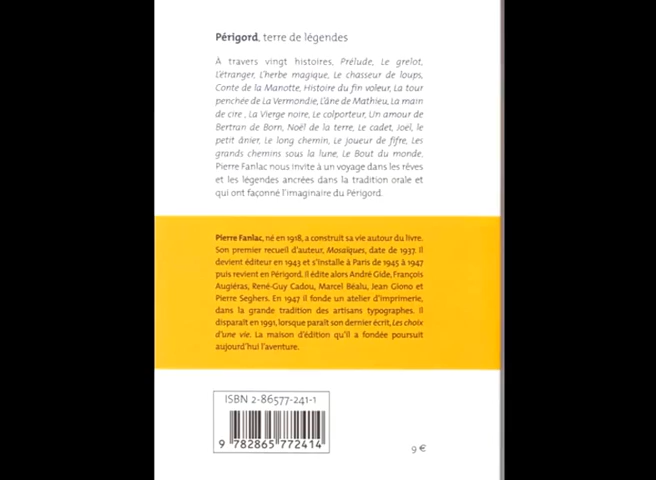 Périgord, terre de légendes
A travers vingt histoires, Prélude, Le grelot,
L'étranger, L'herbe magique, Le chasseur de loups,
Conte de la Manotte, Histoire du fin voleur, La tour
penchée de La Vermondie, L'âne de Mathieu, La main
de cire , La Vierge noire, Le colporteur, Un amour de
Bertran de Born, Noël de la terre, Le cadet, Joël, le
petit ânier, Le long chemin, Le joueur de fifre, Les
grands chemins sous la lune, Le Bout du monde,
Pierre Fanlac nous invite à un voyage dans les rêves
et les légendes ancrées dans la tradition orale et
qui ont façonné l'imaginaire du Périgord.
Pierre Fanlac, né en 1918, a construit sa vie autour du livre.
Son premier recueil d'auteur, Mosaïques, date de 1937. Il
devient éditeur en 1943 et s'installe à Paris de 1945 à 1947
puis revient en Périgord. Il édite alors André Gide, François
Augiéras, René-Guy Cadou, Marcel Béalu, Jean Giono et
Pierre Seghers. En 1947 il fonde un atelier d'imprimerie,
dans la grande tradition des artisans typographes. Il
disparaît en 1991, lorsque paraît son dernier écrit, Les choix
d'une vie. La maison d'édition qu'il a fondée poursuit
aujourd'hui l'aventure.
ISBN 2-86577-241-1
9 782865 772414
9 €